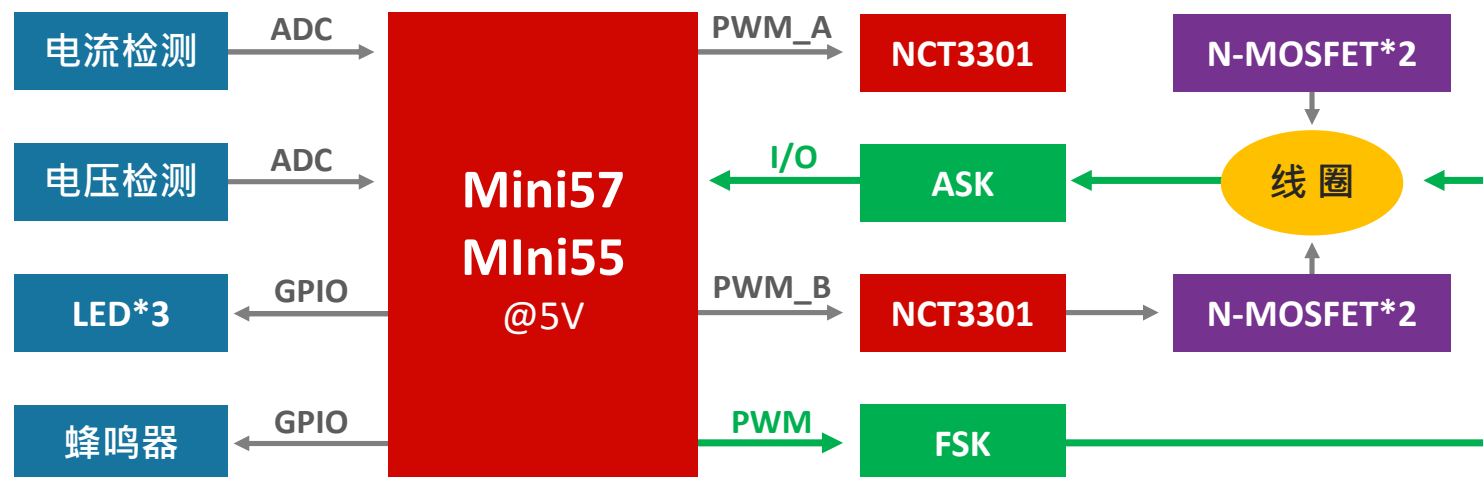 电流检测
ADC
PWM_A
NCT3301
N-MOSFET*2
电压检测
ADC
Mini57
MIni55
@5V
I/O
ASK
线圈
LED*3
GPIO
PWM_B
NCT3301
N-MOSFET*2
蜂鸣器
GPIO
PWM
FSK